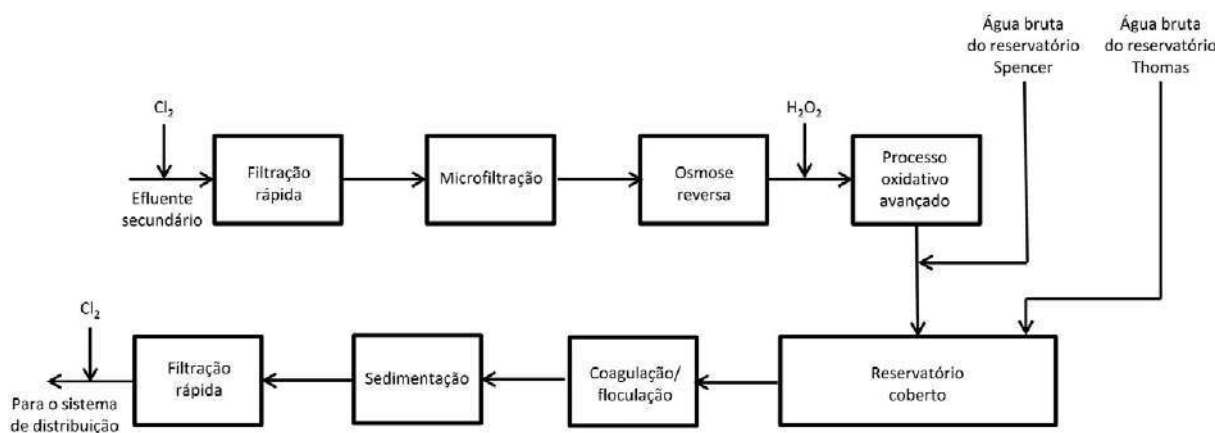 Água bruta
do reservatório
Spencer
Água bruta
do reservatório
Thomas
Cl₂
H₂O₂
Efluente
secundário
Filtração
rápida
Microfiltração
Osmose
reversa
Processo
oxidativo
avançado
Cl₂
Para o sistema
de distribuição
Filtração
rápida
Sedimentação
Coagulação/
floculação
Reservatório
coberto